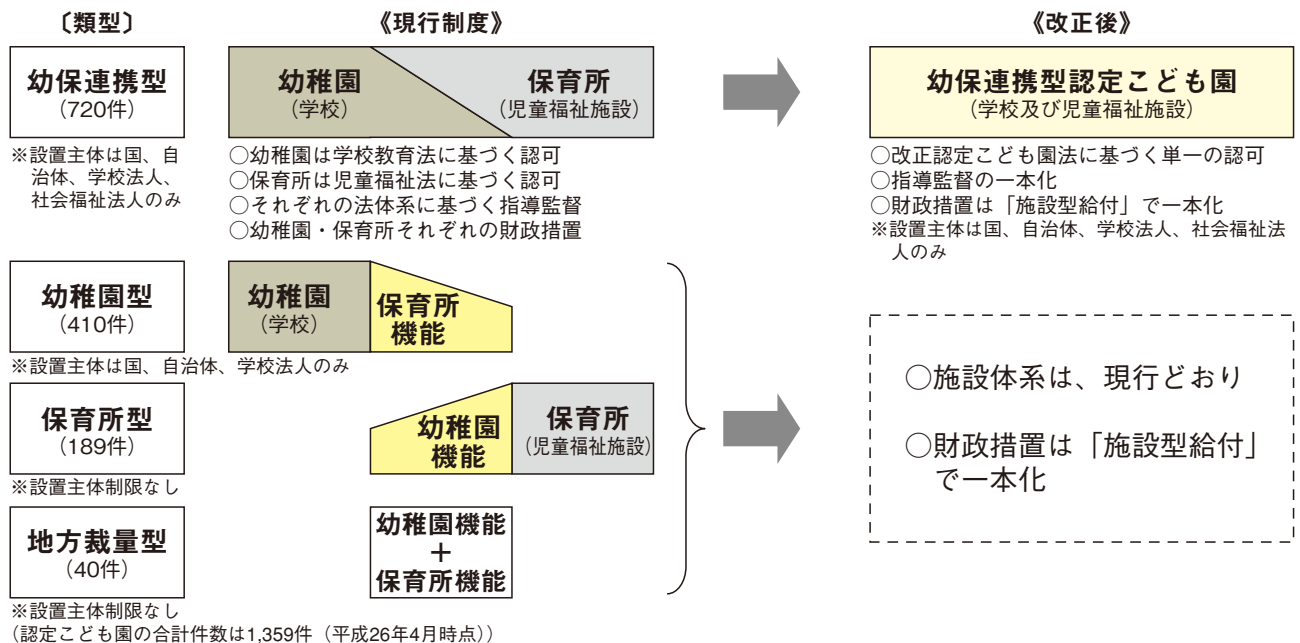 〔類型〕
《現行制度》
《改正後》
幼保連携型
(720件)
※設置主体は国、自
治体、学校法人、
社会福祉法人のみ
幼稚園
(学校)
保育所
(児童福祉施設)
○幼稚園は学校教育法に基づく認可
○保育所は児童福祉法に基づく認可
○それぞれの法体系に基づく指導監督
○幼稚園・保育所それぞれの財政措置
幼保連携型認定こども園
(学校及び児童福祉施設)
○改正認定こども園法に基づく単一の認可
○指導監督の一本化
○財政措置は「施設型給付」で一本化
※設置主体は国、自治体、学校法人、社会福祉法
人のみ
幼稚園型
(410件)
※設置主体は国、自治体、学校法人のみ
幼稚園
(学校)
保育所
機能
保育所型
(189件)
※設置主体制限なし
幼稚園
機能
保育所
(児童福祉施設)
地方裁量型
(40件)
※設置主体制限なし
幼稚園機能
+
保育所機能
○施設体系は、現行どおり
○財政措置は「施設型給付」
で一本化
(認定こども園の合計件数は1,359件（平成26年4月時点）)